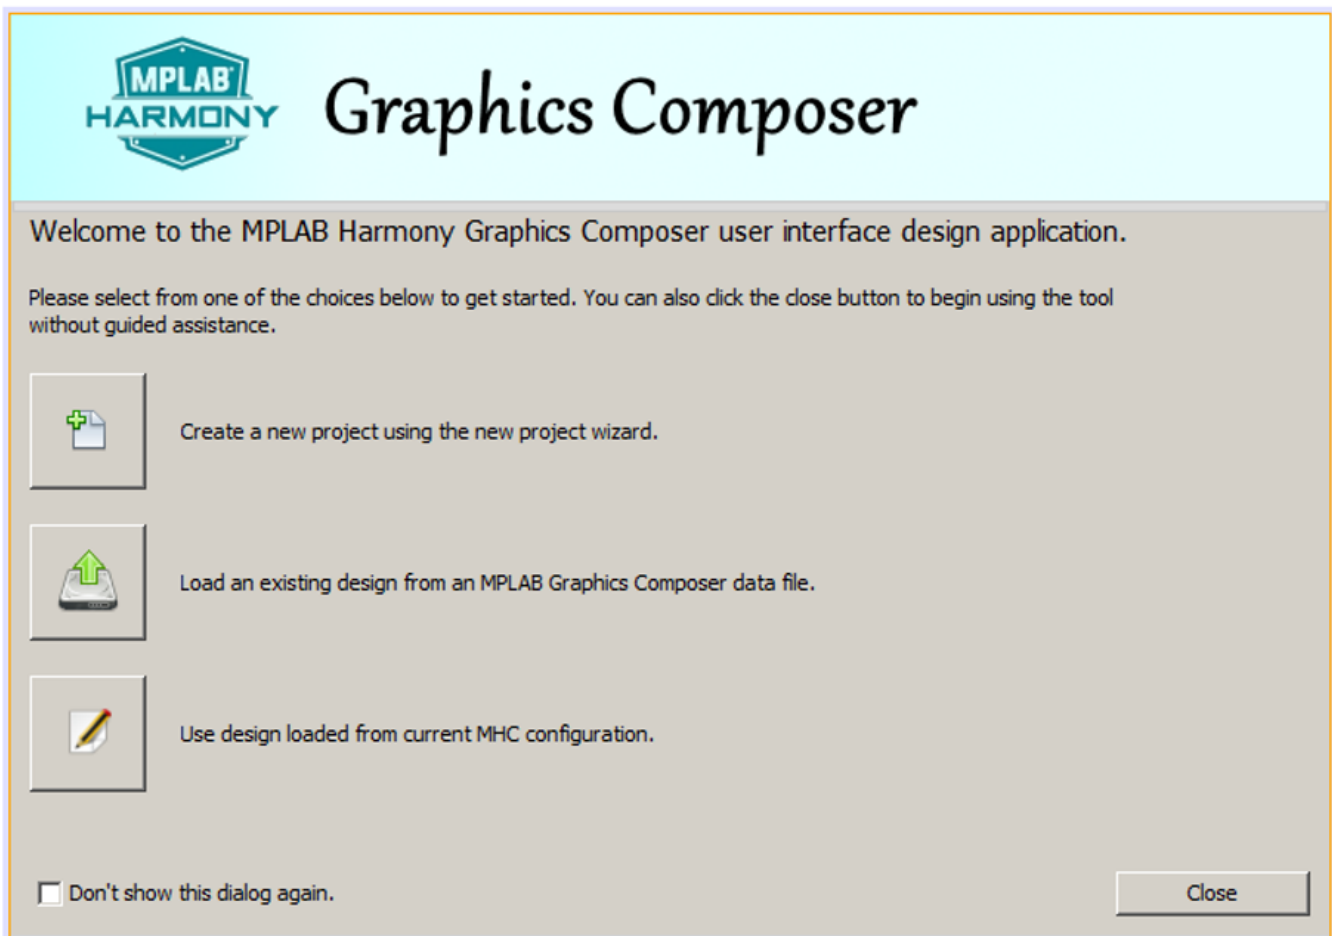 MPLAB
HARMONY
Graphics Composer
Welcome to the MPLAB Harmony Graphics Composer user interface design application.
Please select from one of the choices below to get started. You can also click the close button to begin using the tool
without guided assistance.
Create a new project using the new project wizard.
Load an existing design from an MPLAB Graphics Composer data file.
Use design loaded from current MHC configuration.
Don't show this dialog again.
Close